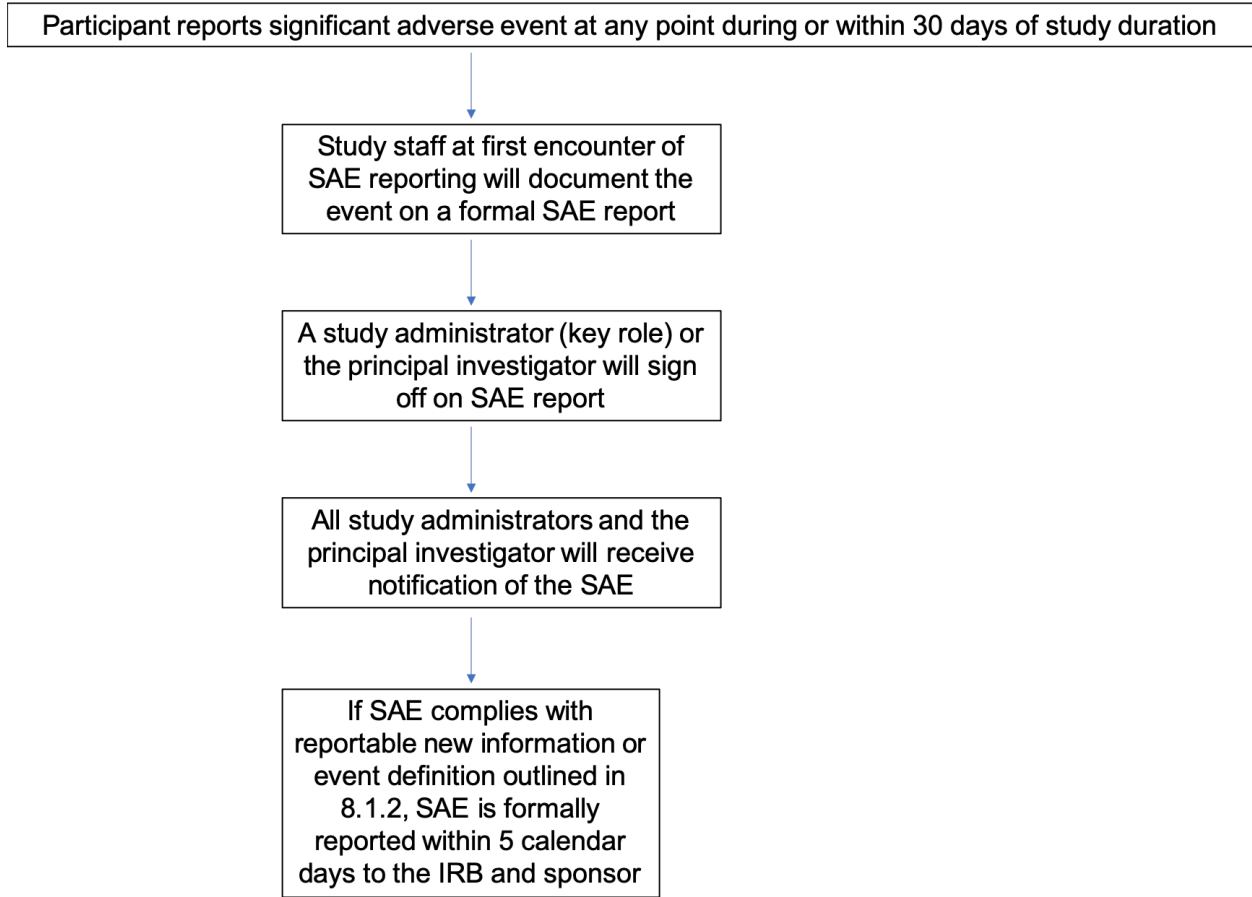 Participant reports significant adverse event at any point during or within 30 days of study duration
Study staff at first encounter of
SAE reporting will document the
event on a formal SAE report
A study administrator (key role) or
the principal investigator will sign
off on SAE report
All study administrators and the
principal investigator will receive
notification of the SAE
If SAE complies with
reportable new information or
event definition outlined in
8.1.2, SAE is formally
reported within 5 calendar
days to the IRB and sponsor